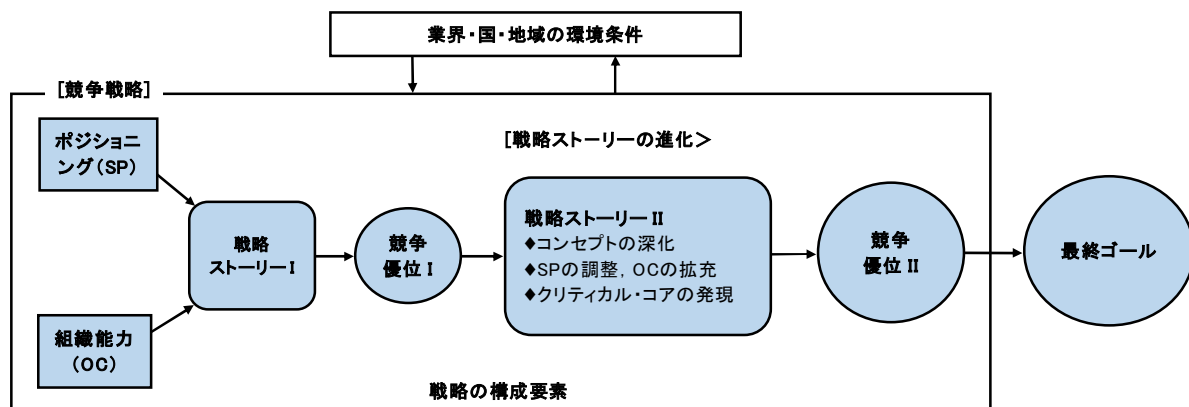 業界・国・地域の環境条件
[競争戦略]
[戦略ストーリーの進化>
ポジショニ
ング(SP)
組織能力
(OC)
戦略
ストーリーI
競争
優位 I
戦略ストーリー II
◆コンセプトの深化
◆SPの調整, OCの拡充
◆クリティカル・コアの発現
競争
優位 II
最終ゴール
戦略の構成要素